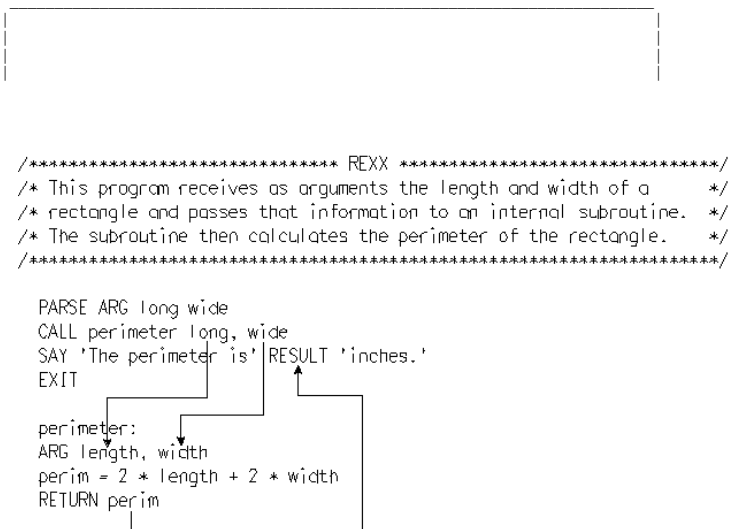 /******************************* REXX ********************************/
/* This program receives as arguments the length and width of a */
/* rectangle and passes that information to an internal subroutine. */
/* The subroutine then calculates the perimeter of the rectangle. */
/*********************************************************************/
PARSE ARG long wide
CALL perimeter long, wide
SAY 'The perimeter is' RESULT 'inches.'
EXIT
perimeter:
ARG length, width
perim = 2 * length + 2 * width
RETURN perim